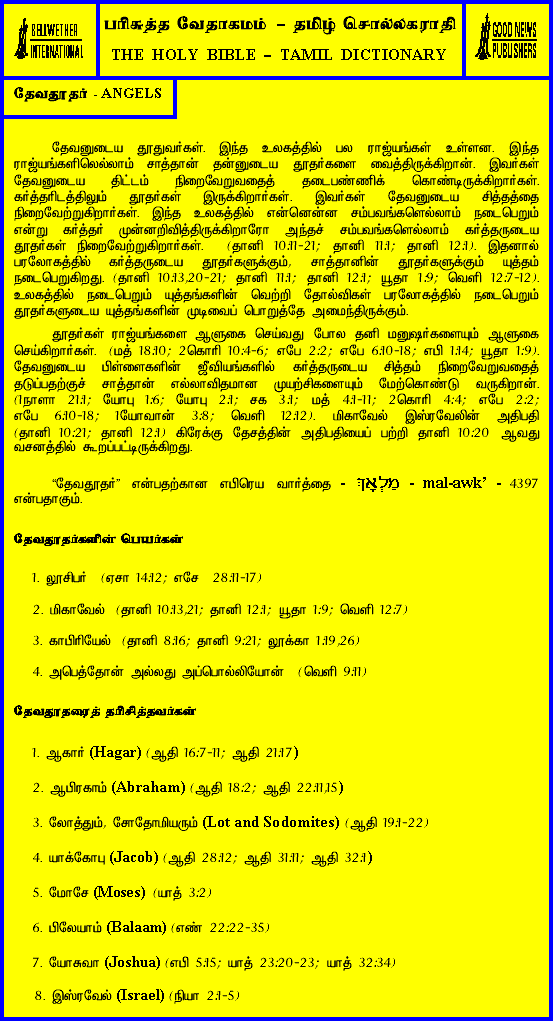 BELLWETHER
INTERNATIONAL
பரிசுத்த வேதாகமம் – தமிழ் சொல்லகராதி
THE HOLY BIBLE – TAMIL DICTIONARY
GOOD NEWS
PUBLISHERS
தேவதூதர் - ANGELS
தேவனுடைய தூதுவர்கள். இந்த உலகத்தில் பல ராஜ்யங்கள் உள்ளன. இந்த
ராஜ்யங்களிலெல்லாம் சாத்தான் தன்னுடைய தூதர்களை வைத்திருக்கிறான். இவர்கள்
தேவனுடைய திட்டம் நிறைவேறுவதைத் தடைபண்ணிக் கொண்டிருக்கிறார்கள்.
கர்த்தரிடத்திலும் தூதர்கள் இருக்கிறார்கள். இவர்கள் தேவனுடைய சித்தத்தை
நிறைவேற்றுகிறார்கள். இந்த உலகத்தில் என்னென்ன சம்பவங்களெல்லாம் நடைபெறும்
என்று கர்த்தர் முன்னறிவித்திருக்கிறாரோ அந்தச் சம்பவங்களெல்லாம் கர்த்தருடைய
தூதர்கள் நிறைவேற்றுகிறார்கள். (தானி 10:11-21; தானி 11:1; தானி 12:1). இதனால்
பரலோகத்தில் கர்த்தருடைய தூதர்களுக்கும், சாத்தானின் தூதர்களுக்கும் யுத்தம்
நடைபெறுகிறது. (தானி 10:13,20-21; தானி 11:1; தானி 12:1; யூதா 1:9; வெளி 12:7-12).
உலகத்தில் நடைபெறும் யுத்தங்களின் வெற்றி தோல்விகள் பரலோகத்தில் நடைபெறும்
தூதர்களுடைய யுத்தங்களின் முடிவைப் பொறுத்தே அமைந்திருக்கும்.
தூதர்கள் ராஜ்யங்களை ஆளுகை செய்வது போல தனி மனுஷர்களையும் ஆளுகை
செய்கிறார்கள். (மத் 18:10; 2கொரி 10:4-6; எபே 2:2; எபே 6:10-18; எபி 1:14; யூதா 1:9).
தேவனுடைய பிள்ளைகளின் ஜீவியங்களில் கர்த்தருடைய சித்தம் நிறைவேறுவதைத்
தடுப்பதற்குச் சாத்தான் எல்லாவிதமான முயற்சிகளையும் மேற்கொண்டு வருகிறான்.
(1நாளா 21:1; யோபு 1:6; யோபு 2:1; சக 3:1; மத் 4:1-11; 2கொரி 4:4; எபே 2:2;
எபே 6:10-18; 1யோவான் 3:8; வெளி 12:12). மிகாவேல் இஸ்ரவேலின் அதிபதி
(தானி 10:21; தானி 12:1) கிரேக்கு தேசத்தின் அதிபதியைப் பற்றி தானி 10:20 ஆவது
வசனத்தில் கூறப்பட்டிருக்கிறது.
“தேவதூதர்” என்பதற்கான எபிரெய வார்த்தை - מַלְאָךְ - mal-awk’ - 4397
என்பதாகும்.
தேவதூதர்களின் பெயர்கள்
1. லூசிபர் (ஏசா 14:12; எசே 28:11-17)
2. மிகாவேல் (தானி 10:13,21; தானி 12:1; யூதா 1:9; வெளி 12:7)
3. காபிரியேல் (தானி 8:16; தானி 9:21; லூக்கா 1:19,26)
4. அபெத்தோன் அல்லது அப்பொல்லியோன் (வெளி 9:11)
தேவதூதரைத் தரிசித்தவர்கள்
1. ஆகார் (Hagar) (ஆதி 16:7-11; ஆதி 21:17)
2. ஆபிரகாம் (Abraham) (ஆதி 18:2; ஆதி 22:11,15)
3. லோத்தும், சோதோமியரும் (Lot and Sodomites) (ஆதி 19:1-22)
4. யாக்கோபு (Jacob) (ஆதி 28:12; ஆதி 31:11; ஆதி 32:1)
5. மோசே (Moses) (யாத் 3:2)
6. பிலேயாம் (Balaam) (எண் 22:22-35)
7. யோசுவா (Joshua) (எபி 5:15; யாத் 23:20-23; யாத் 32:34)
8. இஸ்ரவேல் (Israel) (நியா 2:1-5)